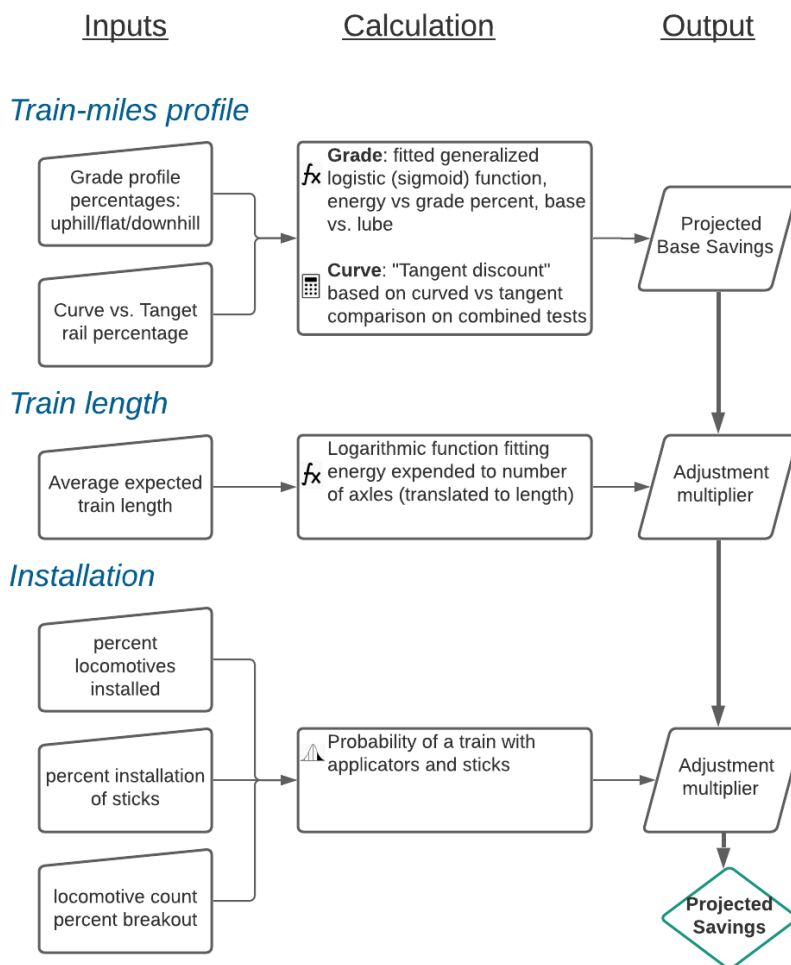 Inputs
Calculation
Output
Train-miles profile
Grade profile
percentages:
uphill/flat/downhill
Curve vs. Tanget
rail percentage
fx
Grade: fitted generalized
logistic (sigmoid) function,
energy vs grade percent, base
vs. lube
Curve: "Tangent discount"
based on curved vs tangent
comparison on combined tests
Projected
Base Savings
Train length
Average expected
train length
fx
Logarithmic function fitting
energy expended to number
of axles (translated to length)
Adjustment
multiplier
Installation
percent
locomotives
installed
percent installation
of sticks
locomotive count
percent breakout
Probability of a train with
applicators and sticks
Adjustment
multiplier
Projected
Savings